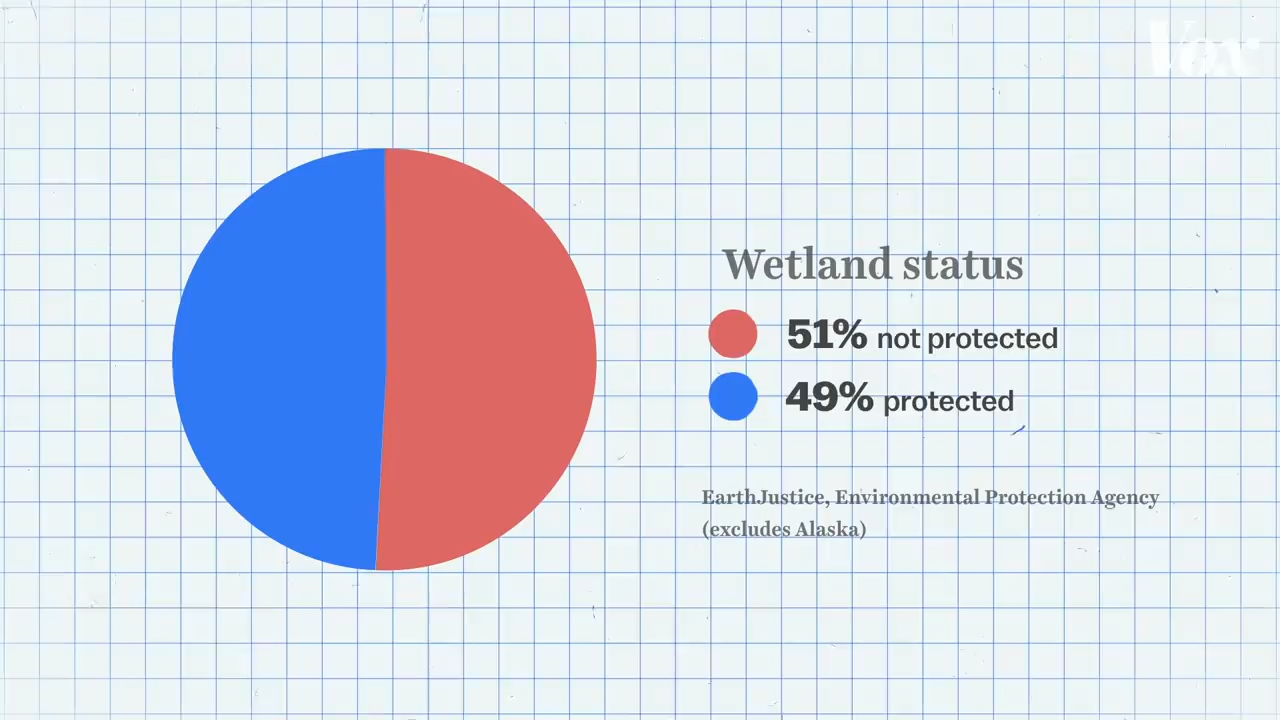 Vox
Wetland status
51% not protected
49% protected
EarthJustice, Environmental Protection Agency
(excludes Alaska)